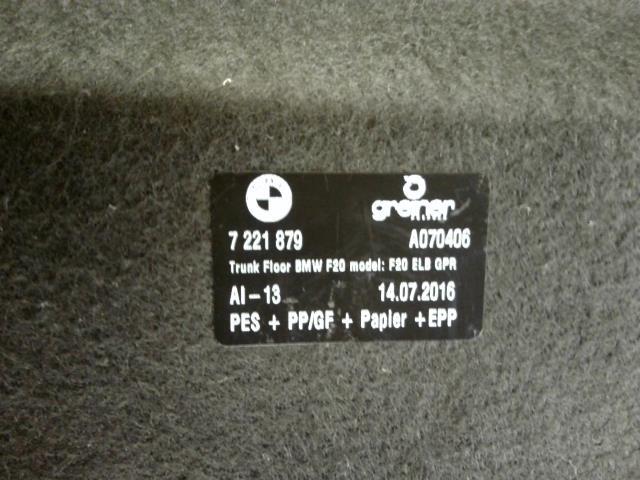 greiner
7 221 879 A070406
Trunk Floor BMW F20 model: F20 ELB GPR
AI-13 14.07.2016
PES + PP/GF + Papier +EPP